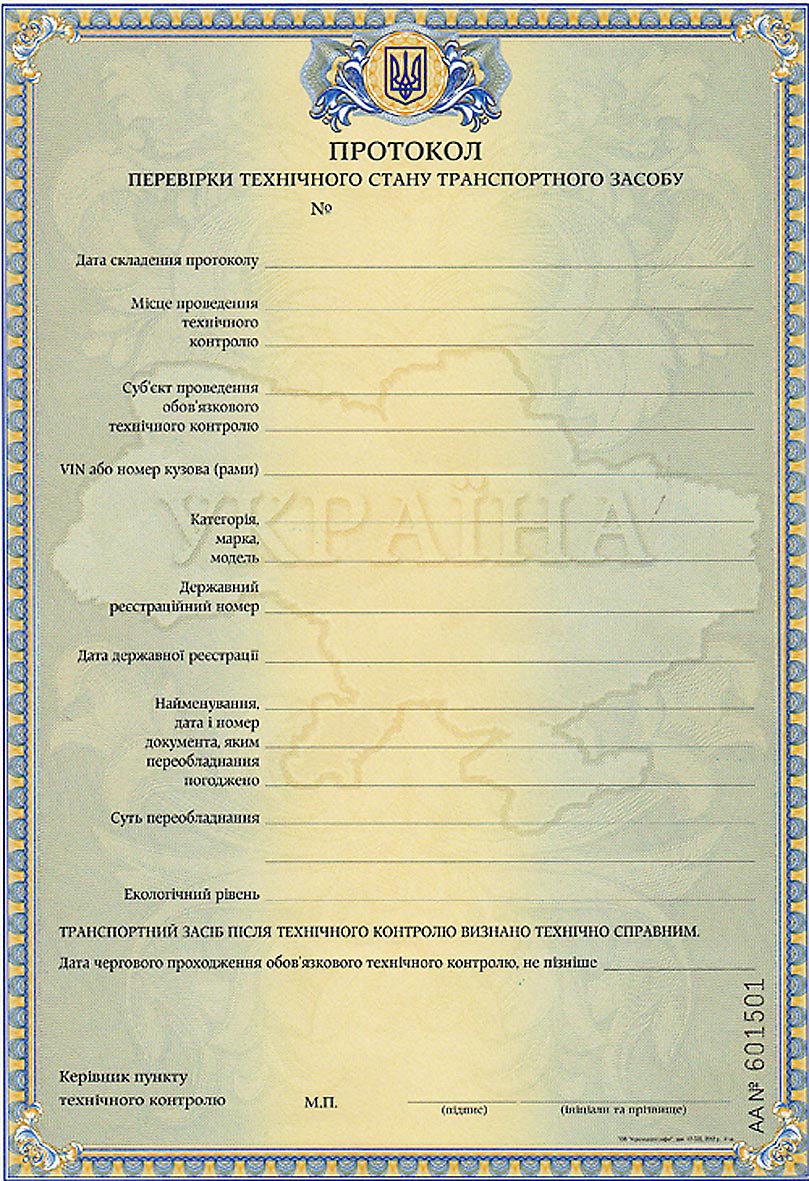 ПРОТОКОЛ
ПЕРЕВІРКИ ТЕХНІЧНОГО СТАНУ ТРАНСПОРТНОГО ЗАСОБУ
№
Дата складення протоколу
Місце проведення
технічного
контролю
Суб'єкт проведення
обов'язкового
технічного контролю
VIN або номер кузова (рами)
УКРАЇНА
Категорія,
марка,
модель
Державний
реєстраційний номер
Дата державної реєстрації
Найменування,
дата і номер
документа, яким
переобладнання
погоджено
Суть переобладнання
Екологічний рівень
ТРАНСПОРТНИЙ ЗАСІБ ПІСЛЯ ТЕХНІЧНОГО КОНТРОЛЮ ВИЗНАНО ТЕХНІЧНО СПРАВНИМ.
Дата чергового проходження обов'язкового технічного контролю, не пізніше
АА № 601501
Керівник пункту
технічного контролю
М.П.
(підпис)
(ініціали та прізвище)